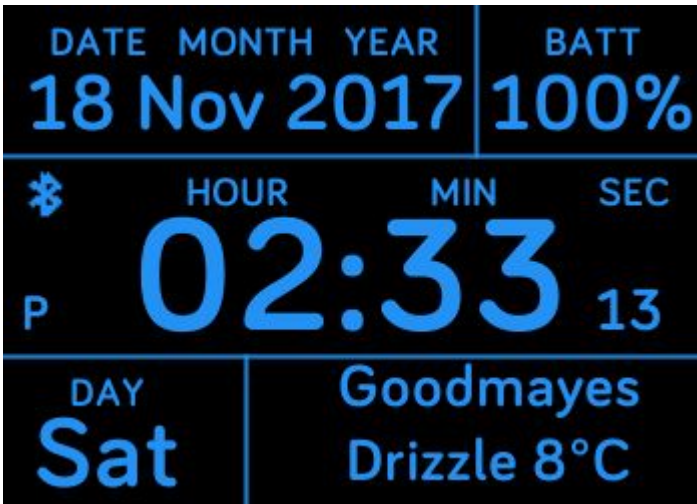 DATE MONTH YEAR BATT
18 Nov 2017 100%
HOUR MIN SEC
02:33
P 13
DAY Goodmayes
Sat Drizzle 8°C